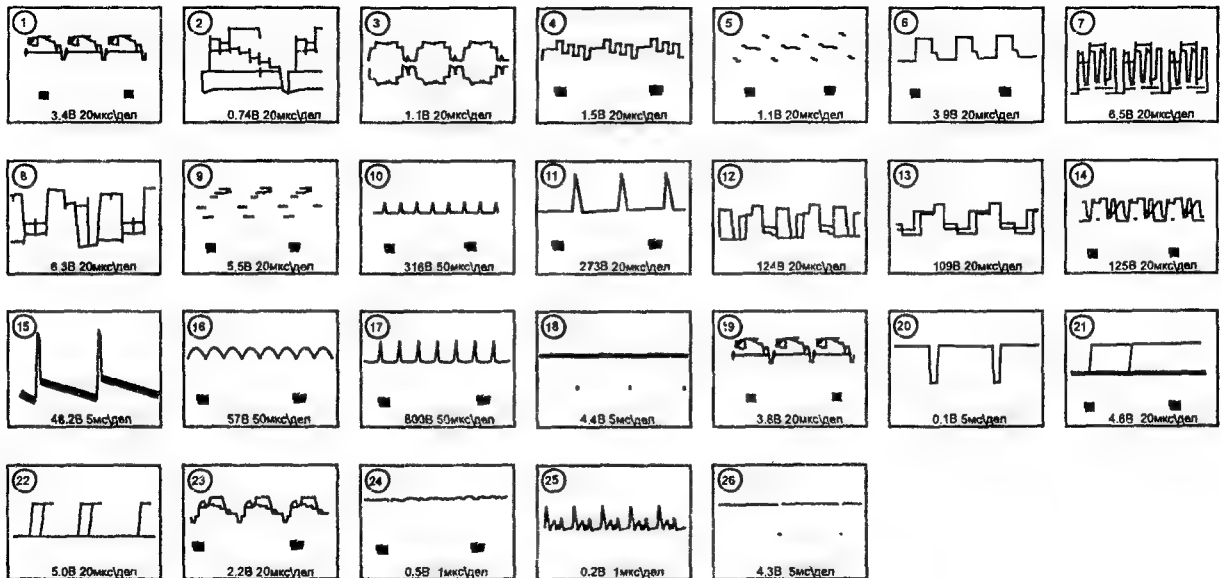 1
3.4В 20мкс\дел
2
0.74В 20мкс\дел
3
1.1В 20мкс\дел
4
1.5В 20мкс\дел
5
1.1В 20мкс\дел
6
3 9В 20мкс\дел
7
6,5В 20мкс\дел
8
6.3В 20мкс\дел
9
5,5В 20мкс\дел
10
316В 50мкс\дел
11
273В 20мкс\дел
12
124В 20мкс\дел
13
109В 20мкс\дел
14
125В 20мкс\дел
15
48.2В 5мс\дел
16
57В 50мкс\дел
17
800В 50мкс\дел
18
4.4В 5мс\дел
19
3.8В 20мкс\дел
20
0.1В 5мс\дел
21
4.8В 20мкс\дел
22
5.0В 20мкс\дел
23
2.2В 20мкс\дел
24
0.5В 1мкс\дел
25
0.2В 1мкс\дел
26
4.3В 5мс\дел